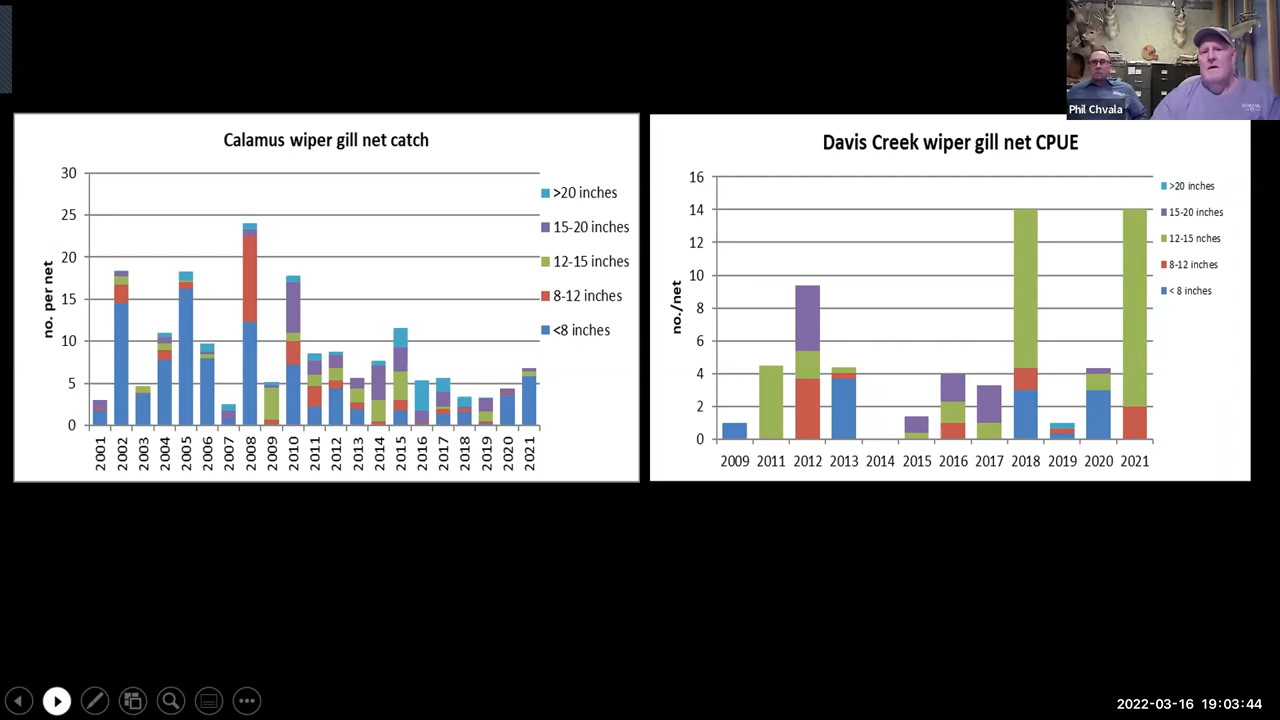 Phil Chvala
Calamus wiper gill net catch
30
25
20
15
10
5
0
no. per net
>20 inches
15-20 inches
12-15 inches
8-12 inches
<8 inches
2001 2002 2003 2004 2005 2006 2007 2008 2009 2010 2011 2012 2013 2014 2015 2016 2017 2018 2019 2020 2021
Davis Creek wiper gill net CPUE
16
14
12
10
8
6
4
2
0
no./net
>20 inches
15-20 inches
12-15 nches
8-12 inches
< 8 inches
2009 2011 2012 2013 2014 2015 2016 2017 2018 2019 2020 2021
2022-03-16 19:03:44